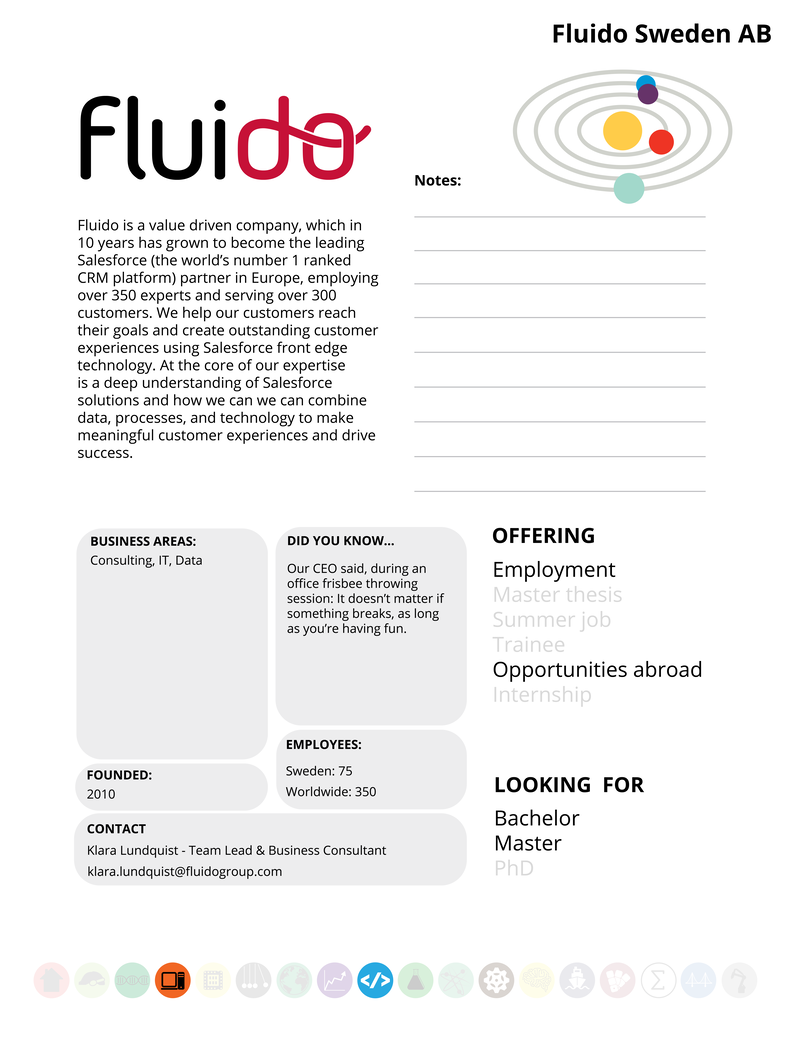 Fluido Sweden AB
Fluido
Notes:
Fluido is a value driven company, which in
10 years has grown to become the leading
Salesforce (the world’s number 1 ranked
CRM platform) partner in Europe, employing
over 350 experts and serving over 300
customers. We help our customers reach
their goals and create outstanding customer
experiences using Salesforce front edge
technology. At the core of our expertise
is a deep understanding of Salesforce
solutions and how we can we can combine
data, processes, and technology to make
meaningful customer experiences and drive
success.
BUSINESS AREAS:
Consulting, IT, Data
DID YOU KNOW...
Our CEO said, during an
office frisbee throwing
session: It doesn’t matter if
something breaks, as long
as you’re having fun.
EMPLOYEES:
Sweden: 75
Worldwide: 350
FOUNDED:
2010
CONTACT
Klara Lundquist - Team Lead & Business Consultant
klara.lundquist@fluidogroup.com
OFFERING
Employment
Master thesis
Summer job
Trainee
Opportunities abroad
Internship
LOOKING FOR
Bachelor
Master
PhD